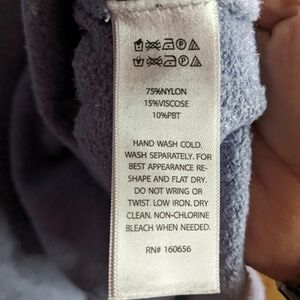 75%NYLON
15%VISCOSE
10%PBT
HAND WASH COLD.
WASH SEPARATELY. FOR
BEST APPEARANCE RE-
SHAPE AND FLAT DRY.
DO NOT WRING OR
TWIST. LOW IRON. DRY
CLEAN. NON-CHLORINE
BLEACH WHEN NEEDED.
RN# 160656